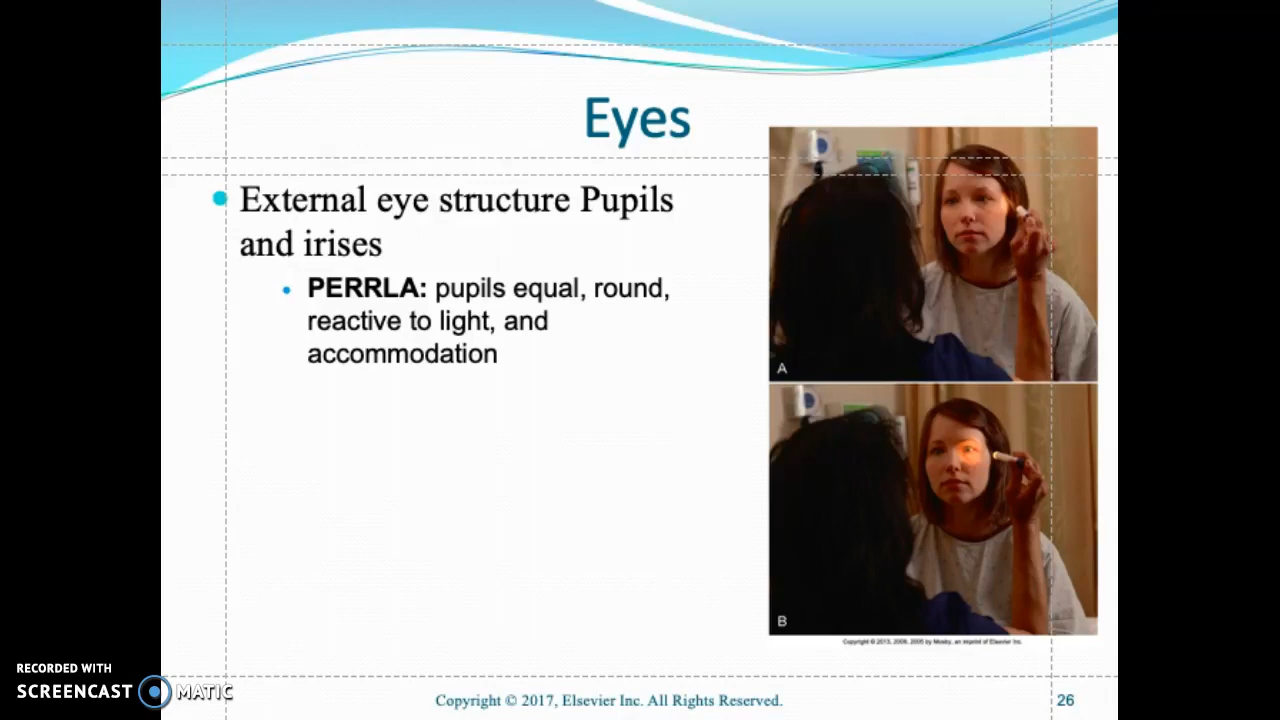 Eyes
External eye structure Pupils
and irises
PERRLA: pupils equal, round,
reactive to light, and
accommodation
A
B
Copyright © 2013, 2009, 2005 by Mosby, an imprint of Elsevier Inc.
RECORDED WITH
SCREENCAST MATIC
Copyright © 2017, Elsevier Inc. All Rights Reserved.
26